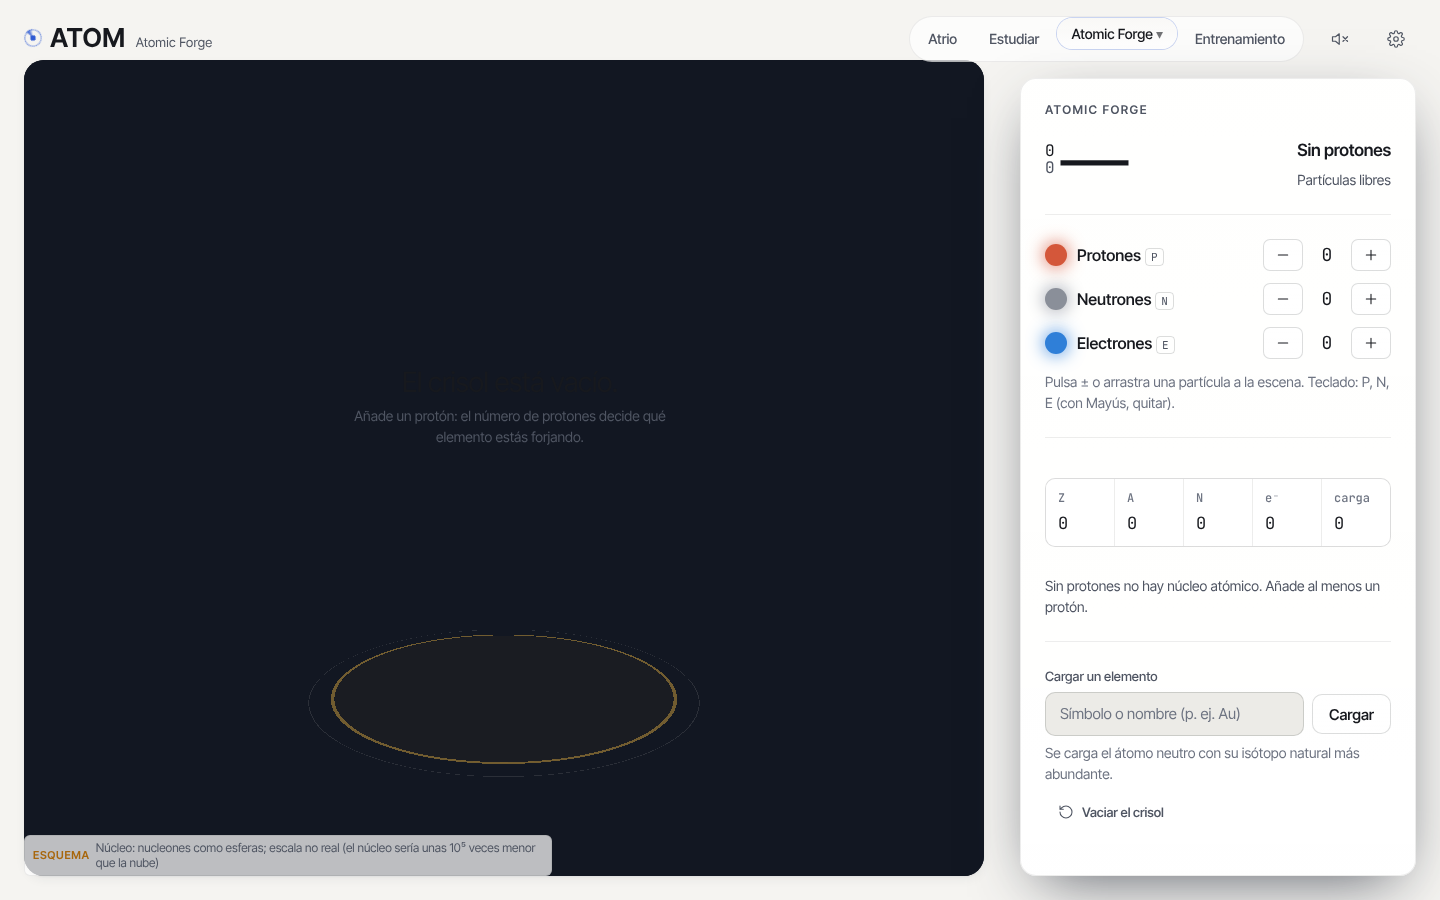 ATOM Atomic Forge
Atrio Estudiar Atomic Forge ▾ Entrenamiento
ATOMIC FORGE
0
0
Sin protones
Partículas libres
Protones P − 0 +
Neutrones N − 0 +
Electrones E − 0 +
Pulsa ± o arrastra una partícula a la escena. Teclado: P, N,
E (con Mayús, quitar).
Añade un protón: el número de protones decide qué
elemento estás forjando.
Z A N e⁻ carga
0 0 0 0 0
Sin protones no hay núcleo atómico. Añade al menos un
protón.
Cargar un elemento
Símbolo o nombre (p. ej. Au) Cargar
Se carga el átomo neutro con su isótopo natural más
abundante.
Vaciar el crisol
ESQUEMA Núcleo: nucleones como esferas; escala no real (el núcleo sería unas 10⁵ veces menor
que la nube)